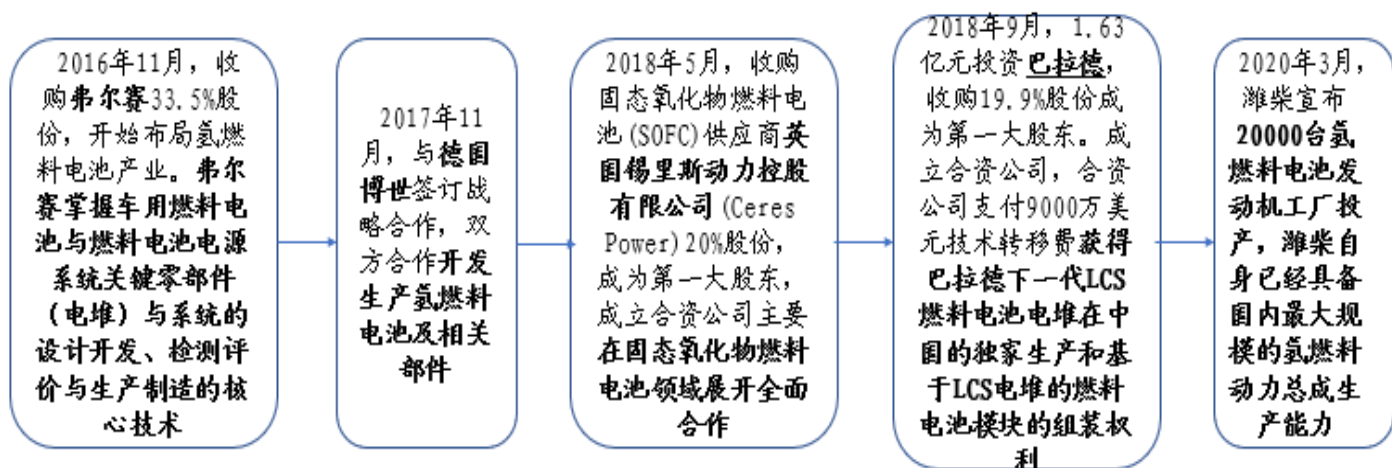 2016年11月，收
购弗尔赛33.5%股
份，开始布局氢燃
料电池产业。弗尔
赛掌握车用燃料电
池与燃料电池电源
系统关键零部件
（电堆）与系统的
设计开发、检测评
价与生产制造的核
心技术
2017年11
月，与德国
博世签订战
略合作，双
方合作开发
生产氢燃料
电池及相关
部件
2018年5月，收购
固态氧化物燃料电
池(SOFC)供应商英
国锡里斯动力控股
有限公司(Ceres
Power)20%股份，
成为第一大股东，
成立合资公司主要
在固态氧化物燃料
电池领域展开全面
合作
2018年9月，1.63
亿元投资巴拉德，
收购19.9%股份成
为第一大股东。成
立合资公司，合资
公司支付9000万美
元技术转移费获得
巴拉德下一代LCS
燃料电池电堆在中
国的独家生产和基
于LCS电堆的燃料
电池模块的组装权
利
2020年3月，
潍柴宣布
20000台氢
燃料电池发
动机工厂投
产，潍柴自
身已经具备
国内最大规
模的氢燃料
动力总成生
产能力